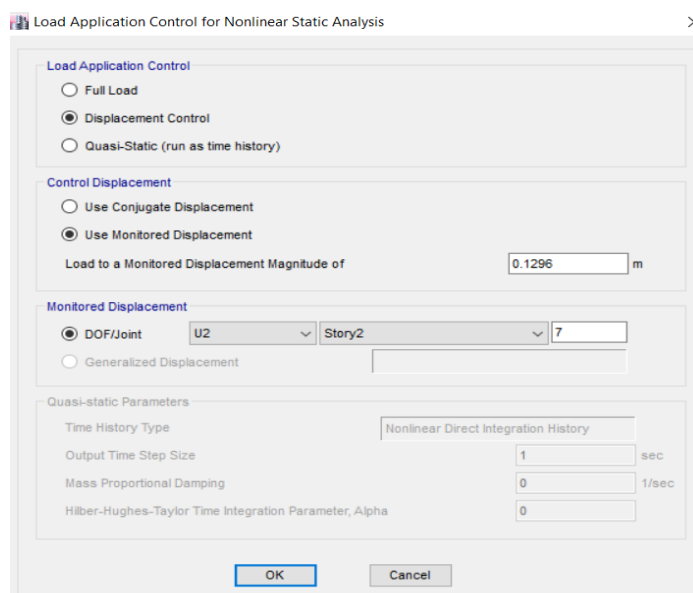 Load Application Control for Nonlinear Static Analysis
Load Application Control
Full Load
Displacement Control
Quasi-Static (run as time history)
Control Displacement
Use Conjugate Displacement
Use Monitored Displacement
Load to a Monitored Displacement Magnitude of 0.1296 m
Monitored Displacement
DOF/Joint U2 Story2 7
Generalized Displacement
Quasi-static Parameters
Time History Type Nonlinear Direct Integration History
Output Time Step Size 1 sec
Mass Proportional Damping 0 1/sec
Hilber-Hughes-Taylor Time Integration Parameter, Alpha 0
OK Cancel